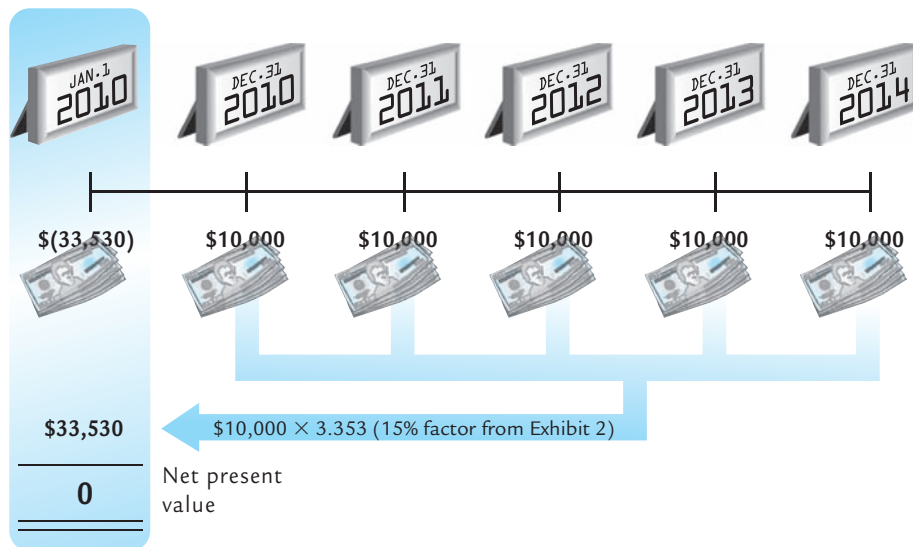 JAN.1
2010
DEC.31
2010
DEC.31
2011
DEC.31
2012
DEC.31
2013
DEC.31
2014
$(33,530)
$10,000
$10,000
$10,000
$10,000
$10,000
$33,530
$10,000 × 3.353 (15% factor from Exhibit 2)
0
Net present
value